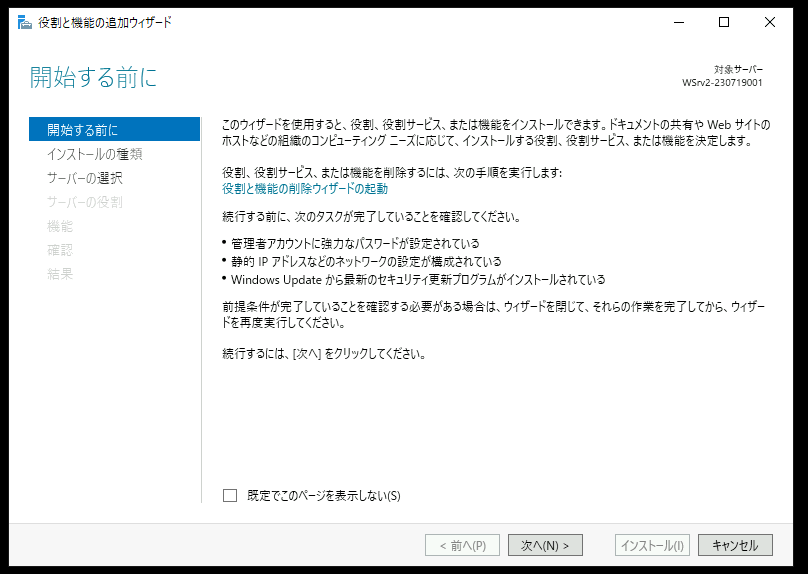 役割と機能の追加ウィザード
開始する前に
対象サーバー
WSrv2-230719001
開始する前に
インストールの種類
サーバーの選択
サーバーの役割
機能
確認
結果
このウィザードを使用すると、役割、役割サービス、または機能をインストールできます。ドキュメントの共有や Web サイトの
ホストなどの組織のコンピューティング ニーズに応じて、インストールする役割、役割サービス、または機能を決定します。
役割、役割サービス、または機能を削除するには、次の手順を実行します:
役割と機能の削除ウィザードの起動
続行する前に、次のタスクが完了していることを確認してください。
• 管理者アカウントに強力なパスワードが設定されている
• 静的 IP アドレスなどのネットワークの設定が構成されている
• Windows Update から最新のセキュリティ更新プログラムがインストールされている
前提条件が完了していることを確認する必要がある場合は、ウィザードを閉じて、それらの作業を完了してから、ウィザー
ドを再度実行してください。
続行するには、[次へ] をクリックしてください。
既定でこのページを表示しない(S)
< 前へ(P) 次へ(N) > インストール(I) キャンセル